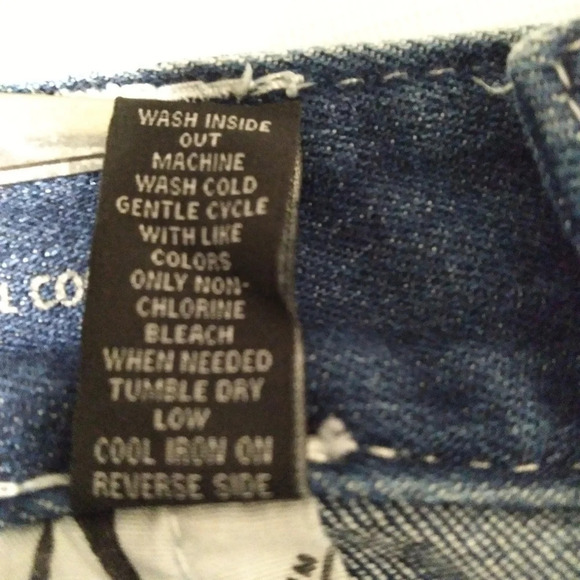 WASH INSIDE
OUT
MACHINE
WASH COLD
GENTLE CYCLE
WITH LIKE
COLORS
ONLY NON-
CHLORINE
BLEACH
WHEN NEEDED
TUMBLE DRY
LOW
COOL IRON ON
REVERSE SIDE
L CO